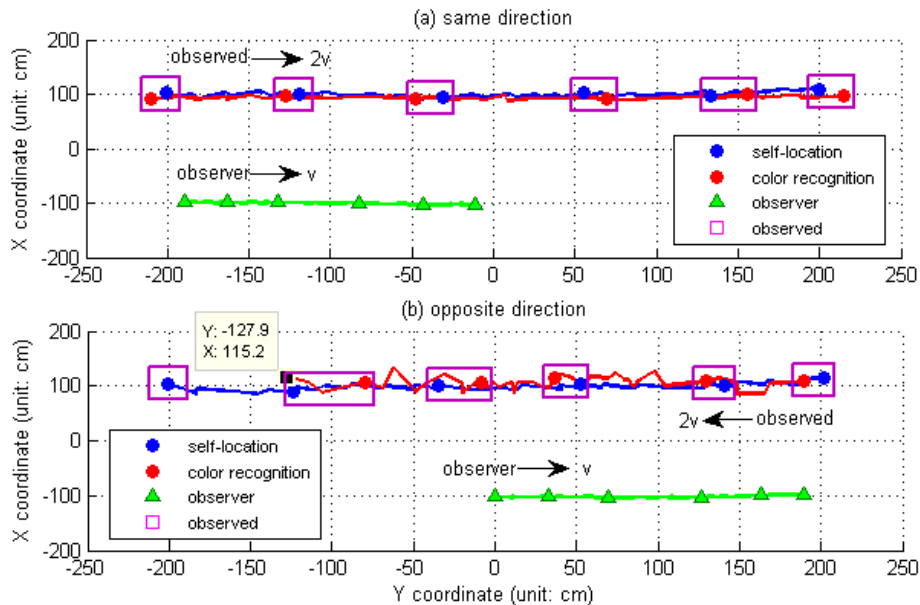 (a) same direction
X coordinate (unit: cm)
200
100
0
-100
-200
observed 2v
observer v
self-location
color recognition
observer
observed
-250 -200 -150 -100 -50 0 50 100 150 200 250
(b) opposite direction
X coordinate (unit: cm)
200
100
0
-100
-200
Y: -127.9
X: 115.2
2v observed
observer v
self-location
color recognition
observer
observed
-250 -200 -150 -100 -50 0 50 100 150 200 250
Y coordinate (unit: cm)